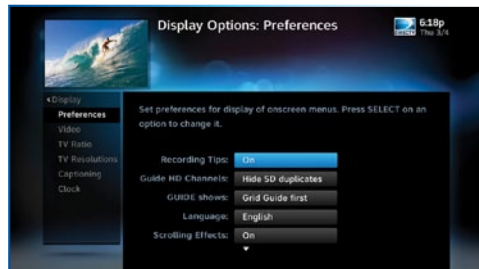 Display Options: Preferences
DIRECTV
6:18p
Thu 3/4
Display
Preferences
Video
TV Ratio
TV Resolutions
Captioning
Clock
Set preferences for display of onscreen menus. Press SELECT on an
option to change it.
Recording Tips: On
Guide HD Channels: Hide SD duplicates
GUIDE shows: Grid Guide first
Language: English
Scrolling Effects: On